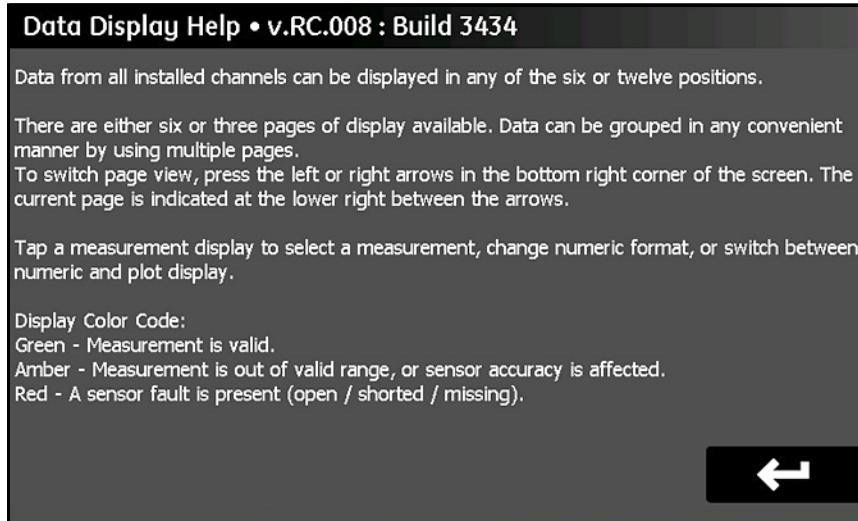 Data Display Help • v.RC.008 : Build 3434
Data from all installed channels can be displayed in any of the six or twelve positions.
There are either six or three pages of display available. Data can be grouped in any convenient
manner by using multiple pages.
To switch page view, press the left or right arrows in the bottom right corner of the screen. The
current page is indicated at the lower right between the arrows.
Tap a measurement display to select a measurement, change numeric format, or switch between
numeric and plot display.
Display Color Code:
Green - Measurement is valid.
Amber - Measurement is out of valid range, or sensor accuracy is affected.
Red - A sensor fault is present (open / shorted / missing).